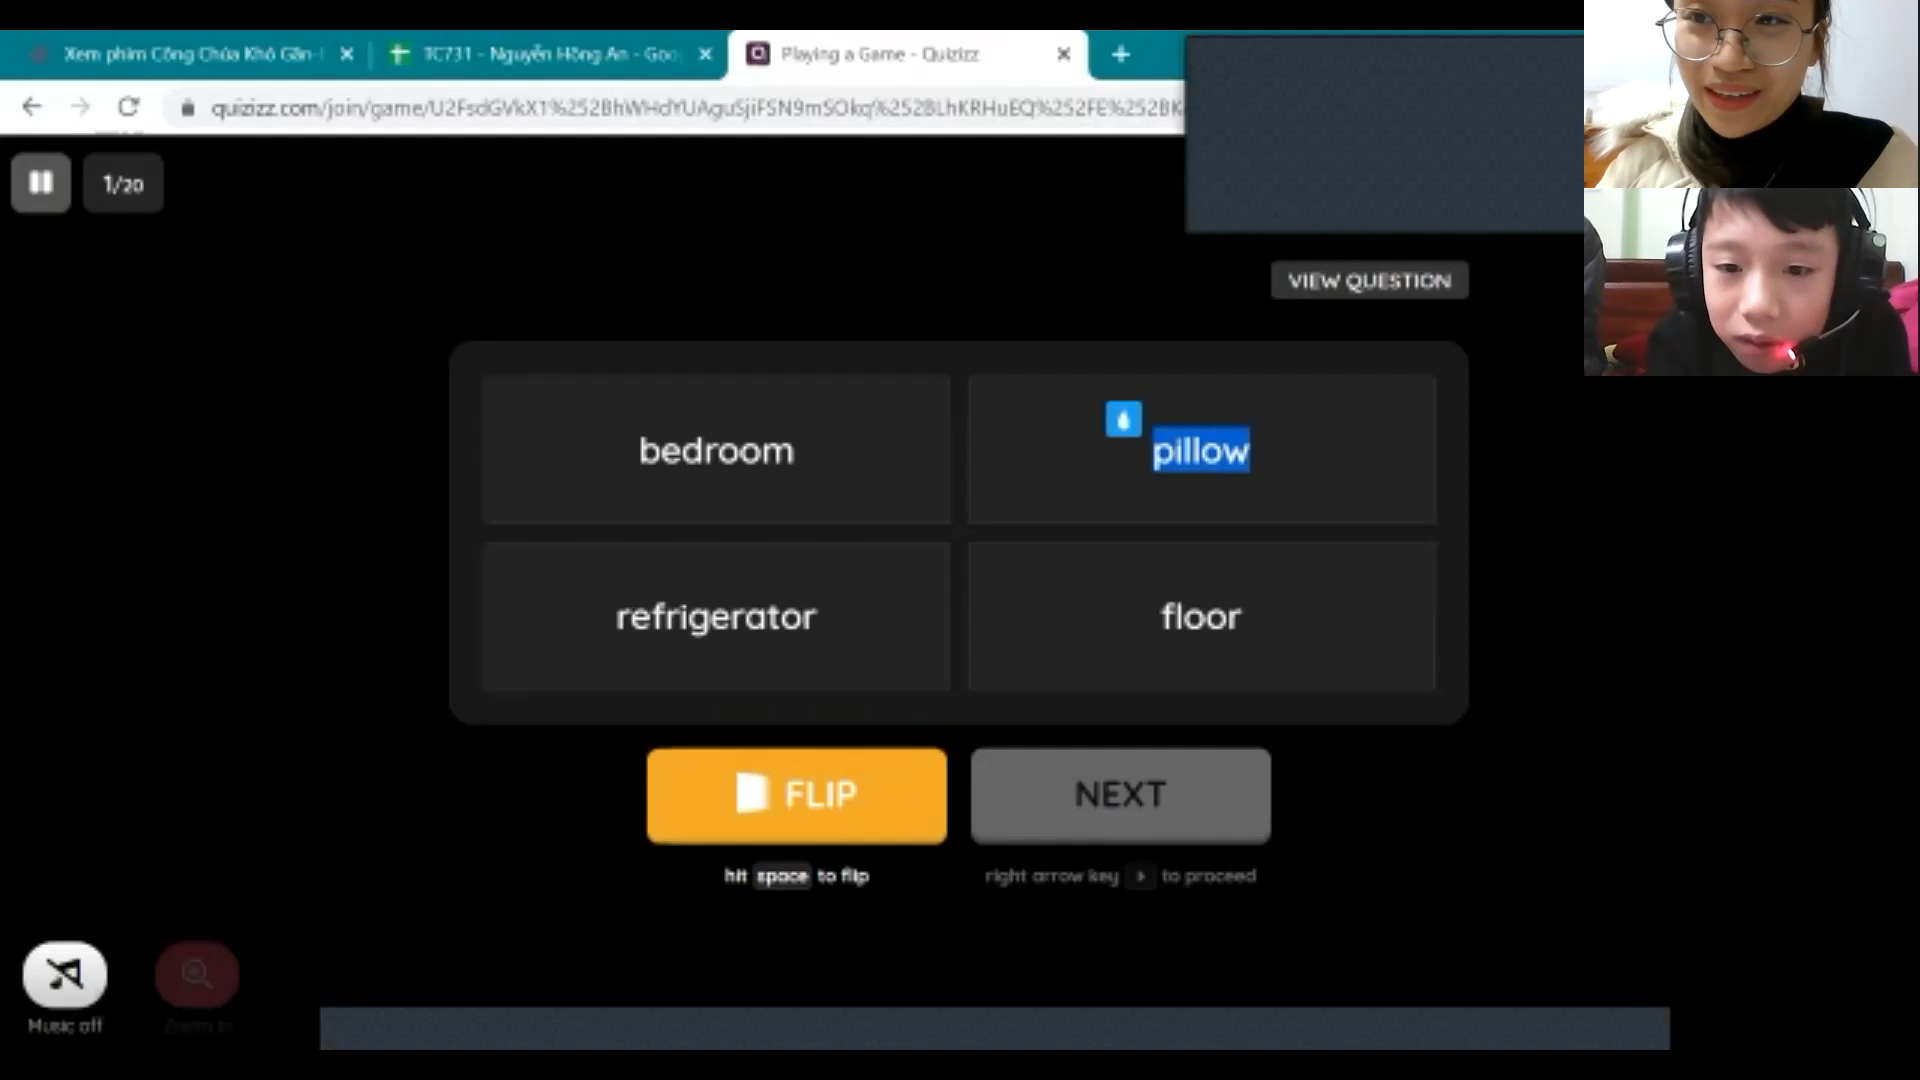 Xem phim Công Chúa Khó Gần-
TC731 - Nguyễn Hồng An - Goo
Playing a Game - Quizizz
quizizz.com/join/game/U2FsdGVkX1%252BhWHdYUAguSjiFSN9mSOkq%252BLhKRHuEQ%252FE%252BK
1/20
VIEW QUESTION
bedroom
pillow
refrigerator
floor
FLIP
NEXT
hit space to flip
right arrow key to proceed
Music off
Zoom in